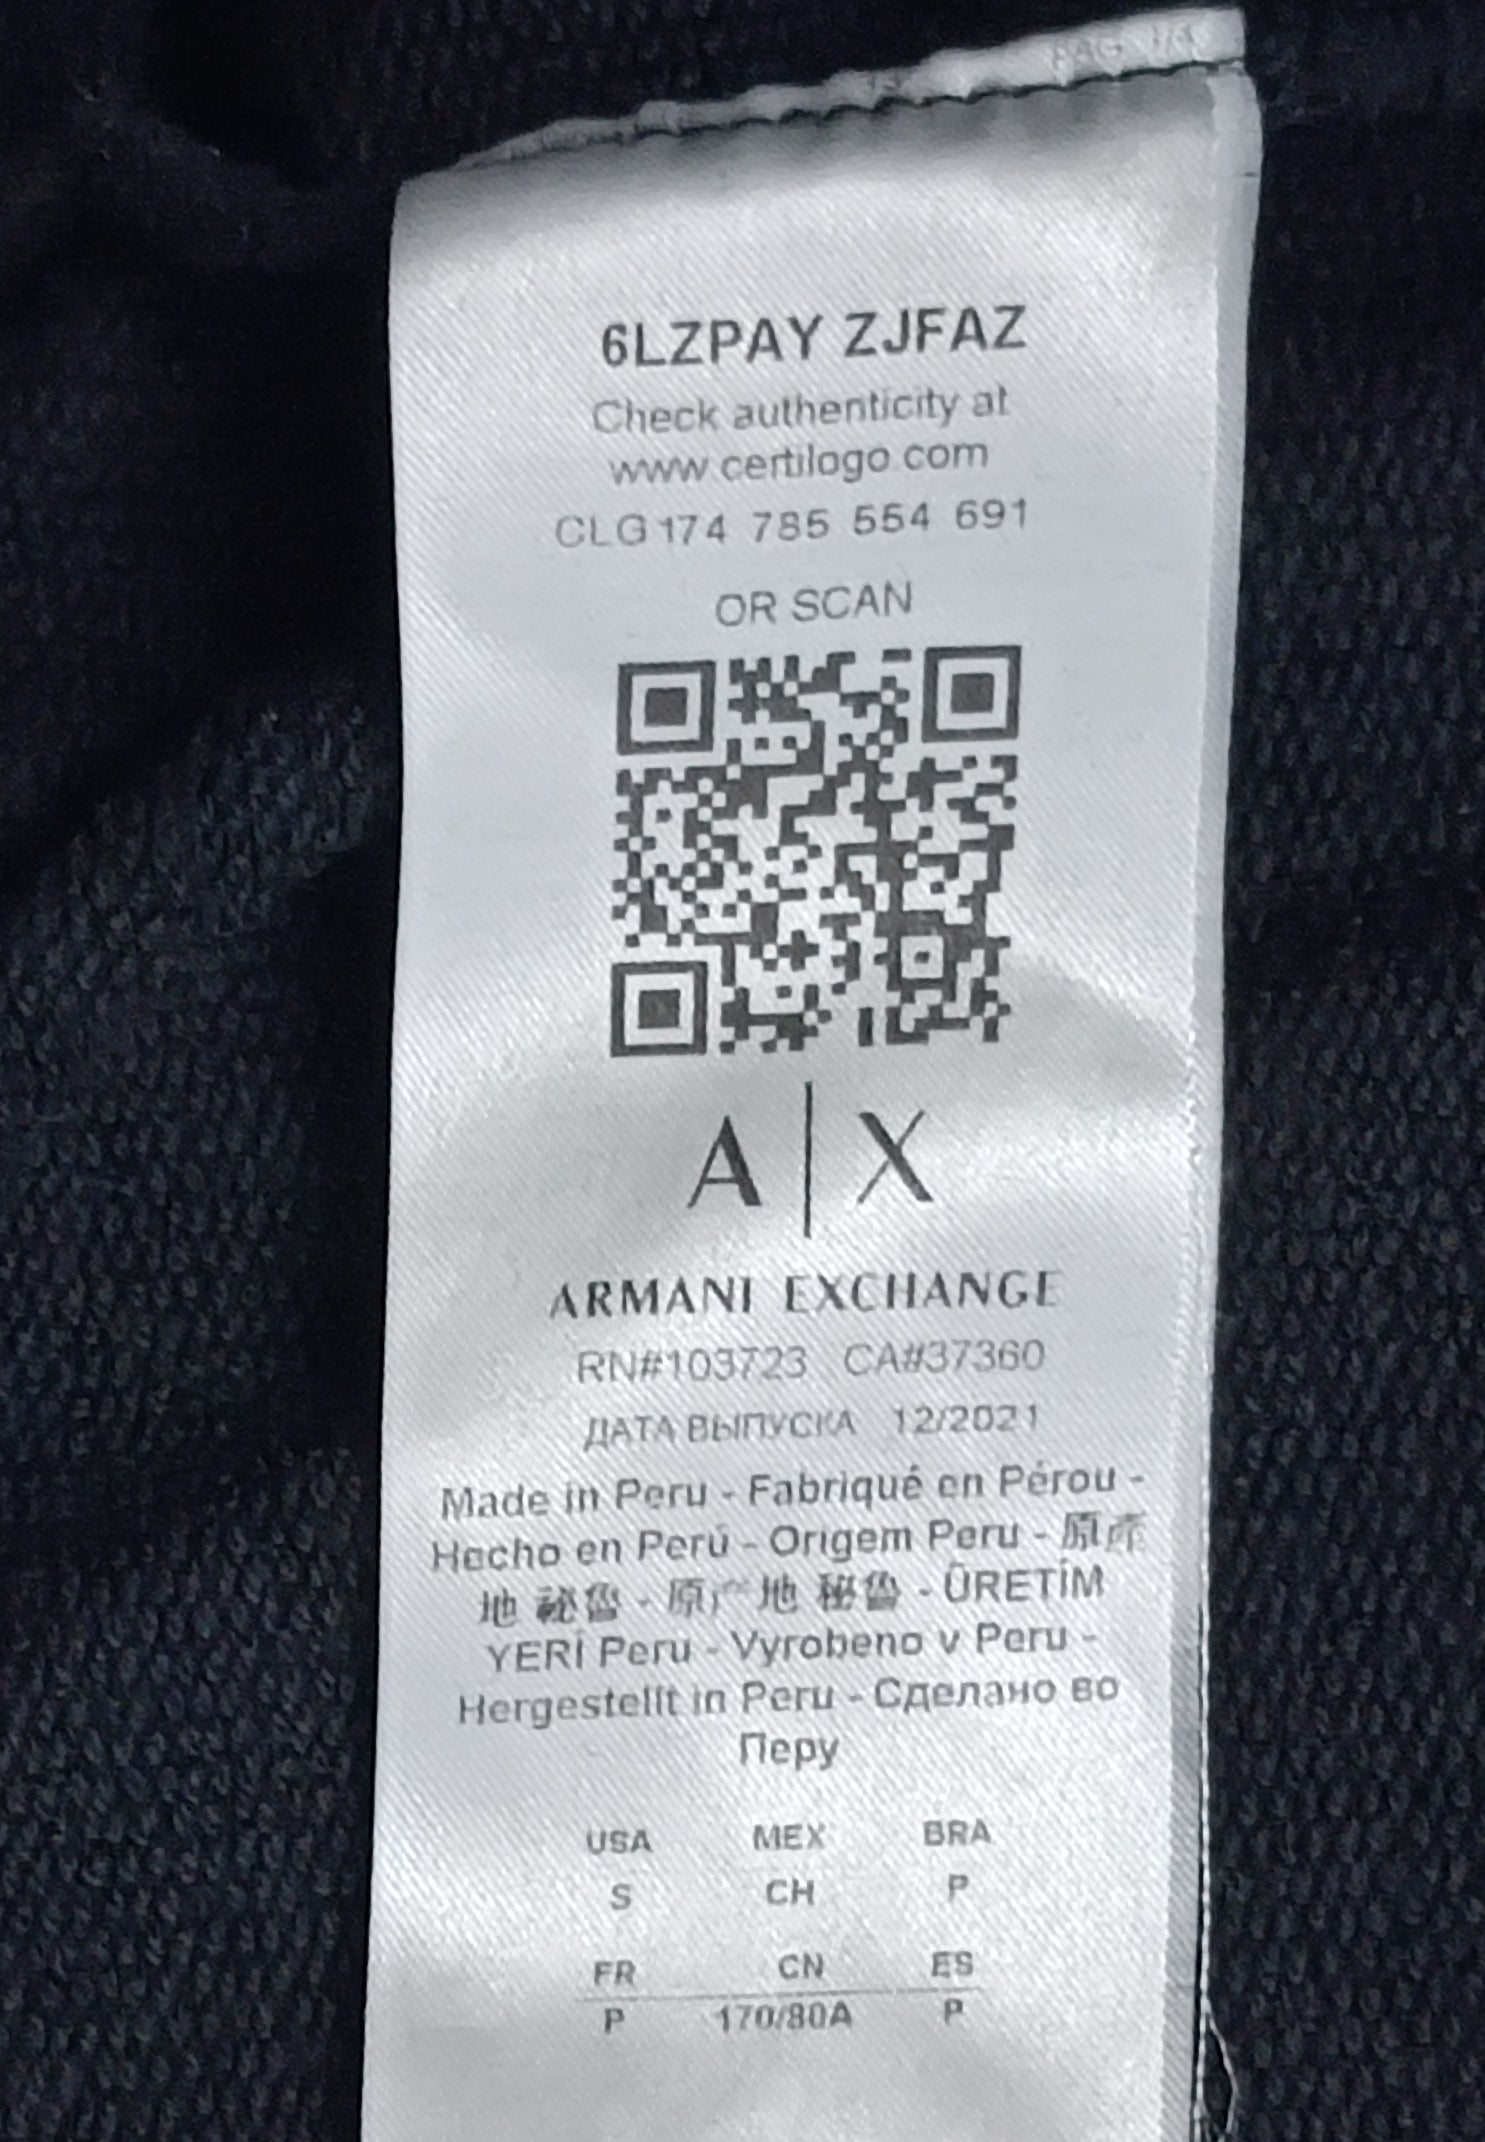 6LZPAY ZJFAZ
Check authenticity at
www.certilogo.com
CLG 174 785 554 691
OR SCAN
A|X
ARMANI EXCHANGE
RN#103723 CA#37360
ДАТА ВЫПУСКА 12/2021
Made in Peru - Fabriqué en Pérou -
Hecho en Perú - Origem Peru - 原產
地 祕魯 - 原产地 秘鲁 - ÜRETİM
YERİ Peru - Vyrobeno v Peru -
Hergestellt in Peru - Сделано во
Перу
USA MEX BRA
S CH P
FR CN ES
P 170/80A P